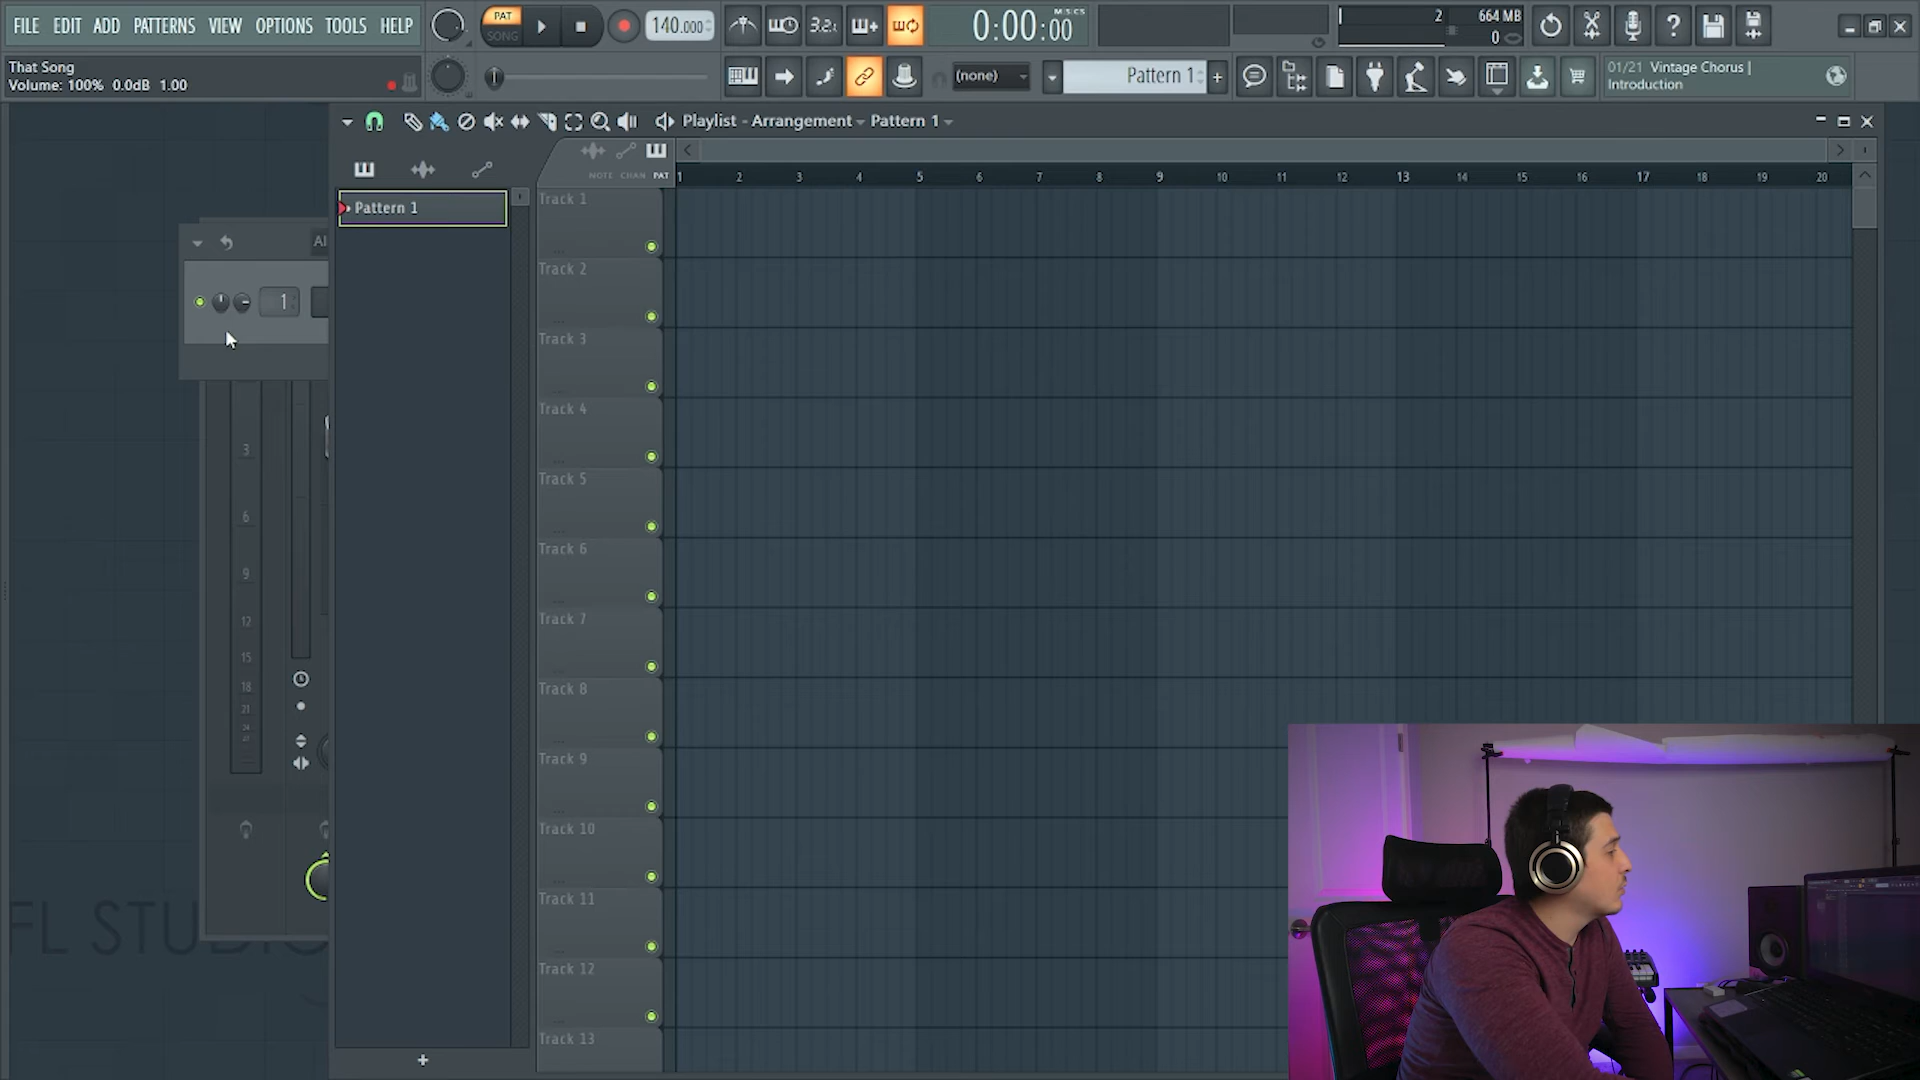 FILE EDIT ADD PATTERNS VIEW OPTIONS TOOLS HELP
PAT
SONG
140.000
3.2.
0:00:00
M:S:CS
2
664 MB
0
That Song
Volume: 100% 0.0dB 1.00
(none)
Pattern 1
+
01/21 Vintage Chorus |
Introduction
Playlist - Arrangement Pattern 1
NOTE CHAN PAT
1 2 3 4 5 6 7 8 9 10 11 12 13 14 15 16 17 18 19 20
Pattern 1
1
3
6
9
12
15
18
21
24
Track 1
Track 2
Track 3
Track 4
Track 5
Track 6
Track 7
Track 8
Track 9
Track 10
Track 11
Track 12
Track 13
+